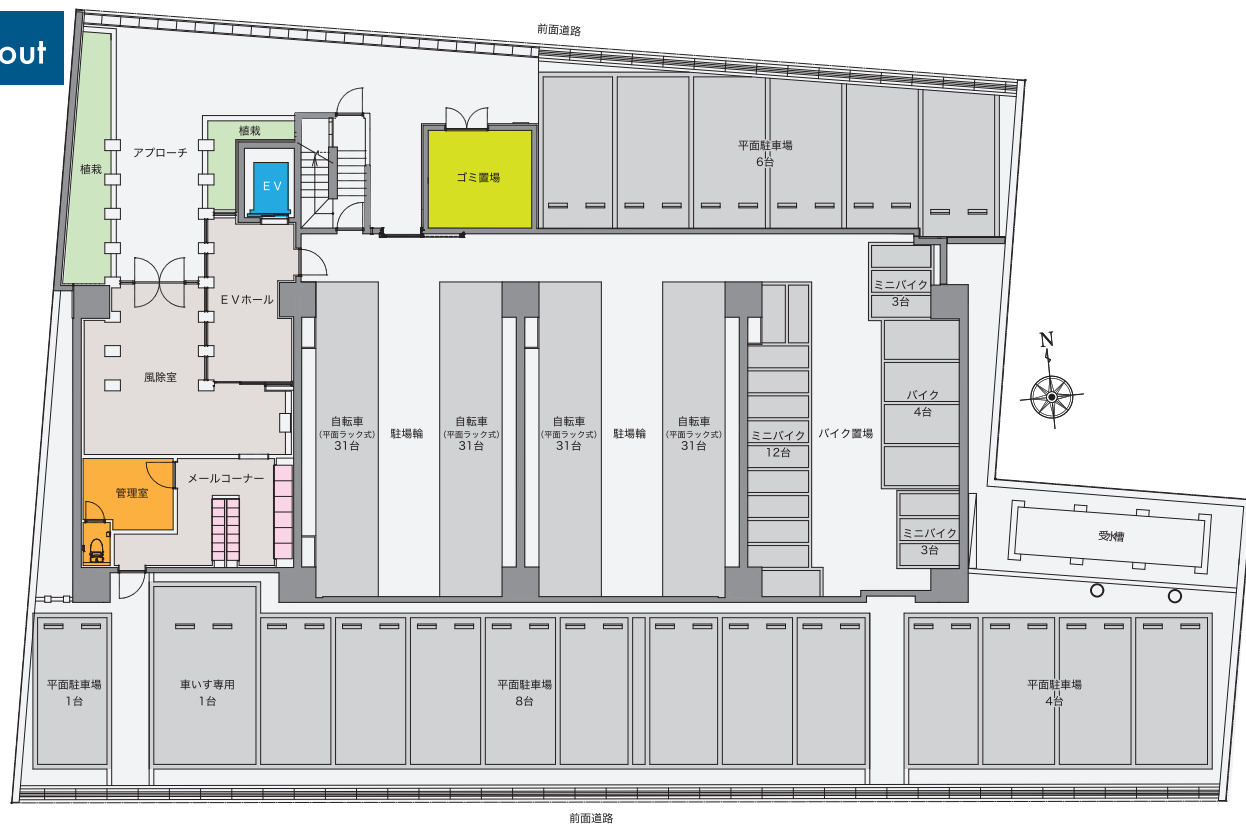 out
前面道路
植栽
アプローチ
植栽
EV
ゴミ置場
平面駐車場
6台
EVホール
ミニバイク
3台
N
風除室
自転車
(平面ラック式)
31台
駐場輪
自転車
(平面ラック式)
31台
自転車
(平面ラック式)
31台
駐場輪
自転車
(平面ラック式)
31台
ミニバイク
12台
バイク置場
バイク
4台
管理室
メールコーナー
ミニバイク
3台
受水槽
平面駐車場
1台
車いす専用
1台
平面駐車場
8台
平面駐車場
4台
前面道路